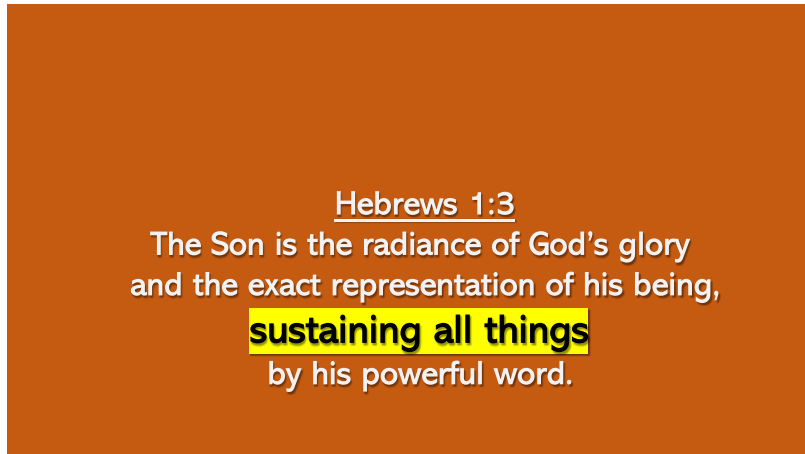 Hebrews 1:3
The Son is the radiance of God’s glory
and the exact representation of his being,
sustaining all things
by his powerful word.